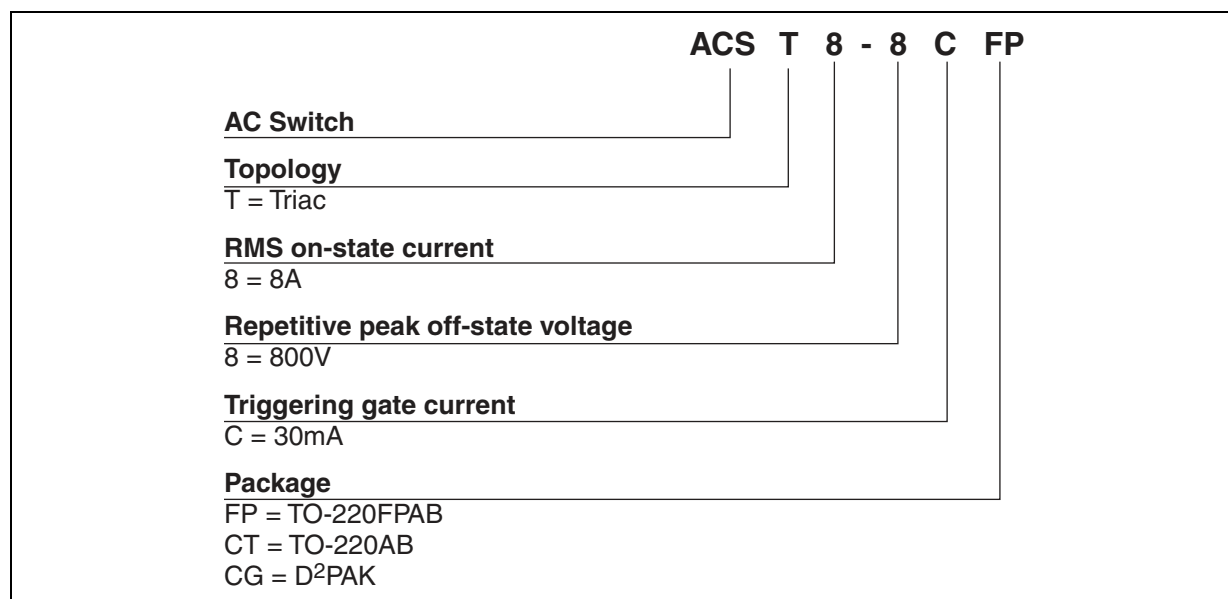 ACS T 8 - 8 C FP
AC Switch
Topology
T = Triac
RMS on-state current
8 = 8A
Repetitive peak off-state voltage
8 = 800V
Triggering gate current
C = 30mA
Package
FP = TO-220FPAB
CT = TO-220AB
CG = D²PAK